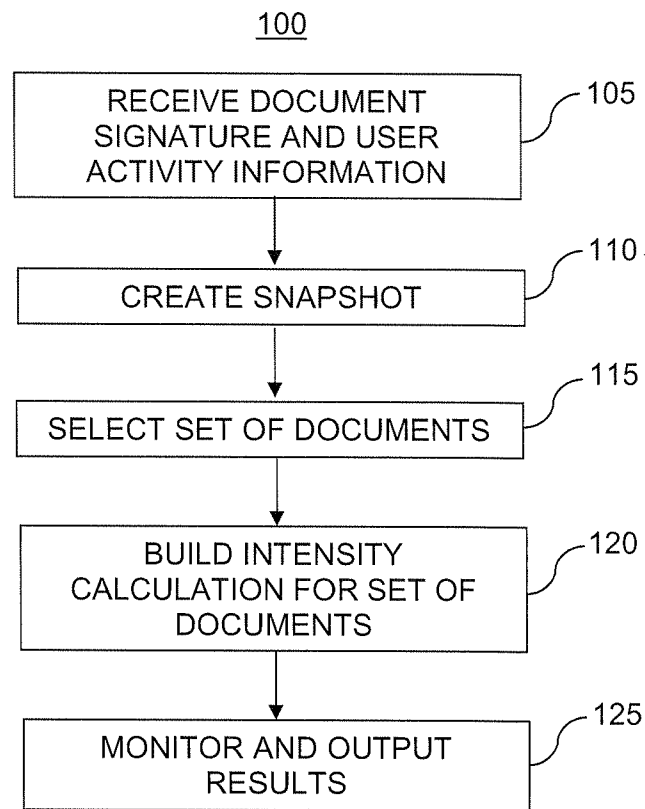 100
RECEIVE DOCUMENT
SIGNATURE AND USER
ACTIVITY INFORMATION
105
CREATE SNAPSHOT
110
SELECT SET OF DOCUMENTS
115
BUILD INTENSITY
CALCULATION FOR SET OF
DOCUMENTS
120
MONITOR AND OUTPUT
RESULTS
125